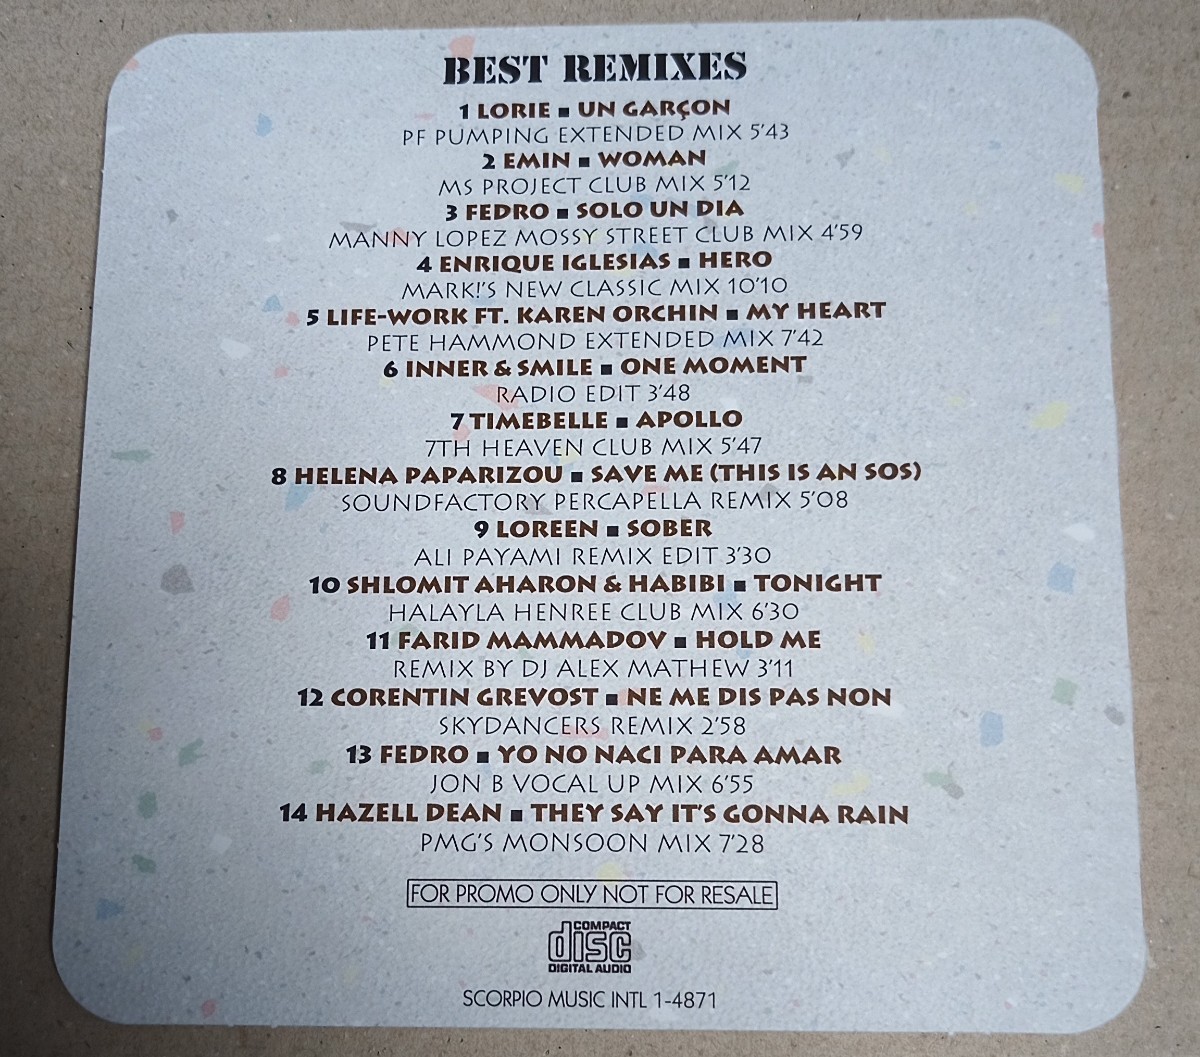 BEST REMIXES
1 LORIE ■ UN GARÇON
PF PUMPING EXTENDED MIX 5'43
2 EMIN ■ WOMAN
MS PROJECT CLUB MIX 5'12
3 FEDRO ■ SOLO UN DIA
MANNY LOPEZ MOSSY STREET CLUB MIX 4'59
4 ENRIQUE IGLESIAS ■ HERO
MARK!'S NEW CLASSIC MIX 10'10
5 LIFE-WORK FT. KAREN ORCHIN ■ MY HEART
PETE HAMMOND EXTENDED MIX 7'42
6 INNER & SMILE ■ ONE MOMENT
RADIO EDIT 3'48
7 TIMEBELLE ■ APOLLO
7TH HEAVEN CLUB MIX 5'47
8 HELENA PAPARIZOU ■ SAVE ME (THIS IS AN SOS)
SOUNDFACTORY PERCAPELLA REMIX 5'08
9 LOREEN ■ SOBER
ALI PAYAMI REMIX EDIT 3'30
10 SHLOMIT AHARON & HABIBI ■ TONIGHT
HALAYLA HENREE CLUB MIX 6'30
11 FARID MAMMADOV ■ HOLD ME
REMIX BY DJ ALEX MATHEW 3'11
12 CORENTIN GREVOST ■ NE ME DIS PAS NON
SKYDANCERS REMIX 2'58
13 FEDRO ■ YO NO NACI PARA AMAR
JON B VOCAL UP MIX 6'55
14 HAZELL DEAN ■ THEY SAY IT'S GONNA RAIN
PMG'S MONSOON MIX 7'28
FOR PROMO ONLY NOT FOR RESALE
COMPACT
disc
DIGITAL AUDIO
SCORPIO MUSIC INTL 1-4871